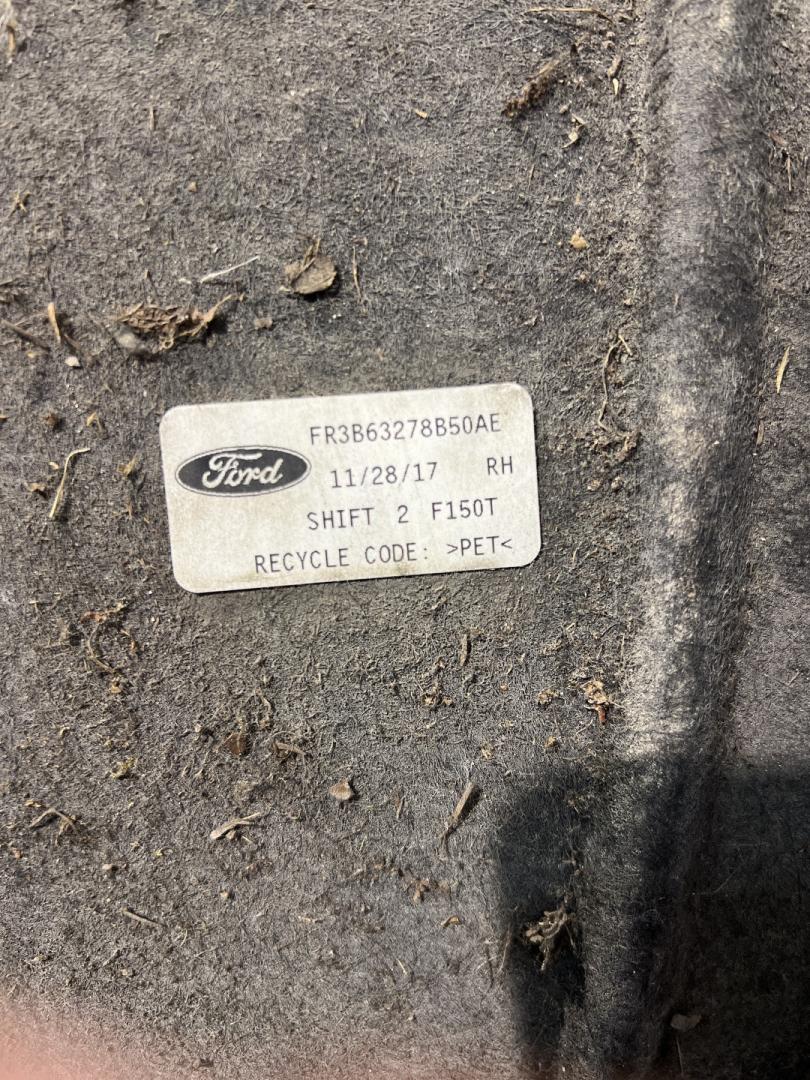 FR3B63278B50AE
Ford
11/28/17 RH
SHIFT 2 F150T
RECYCLE CODE: >PET<